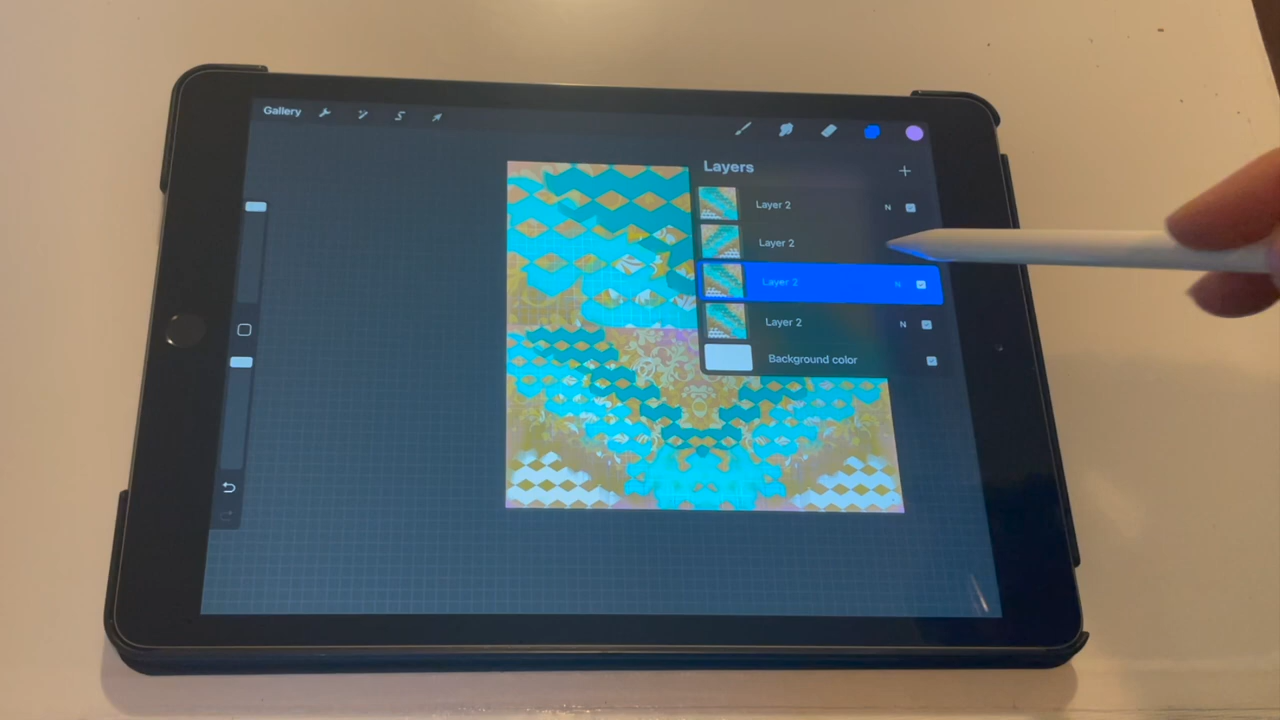 Gallery
Layers
Layer 2 N
Layer 2
Layer 2 N
Layer 2 N
Background color